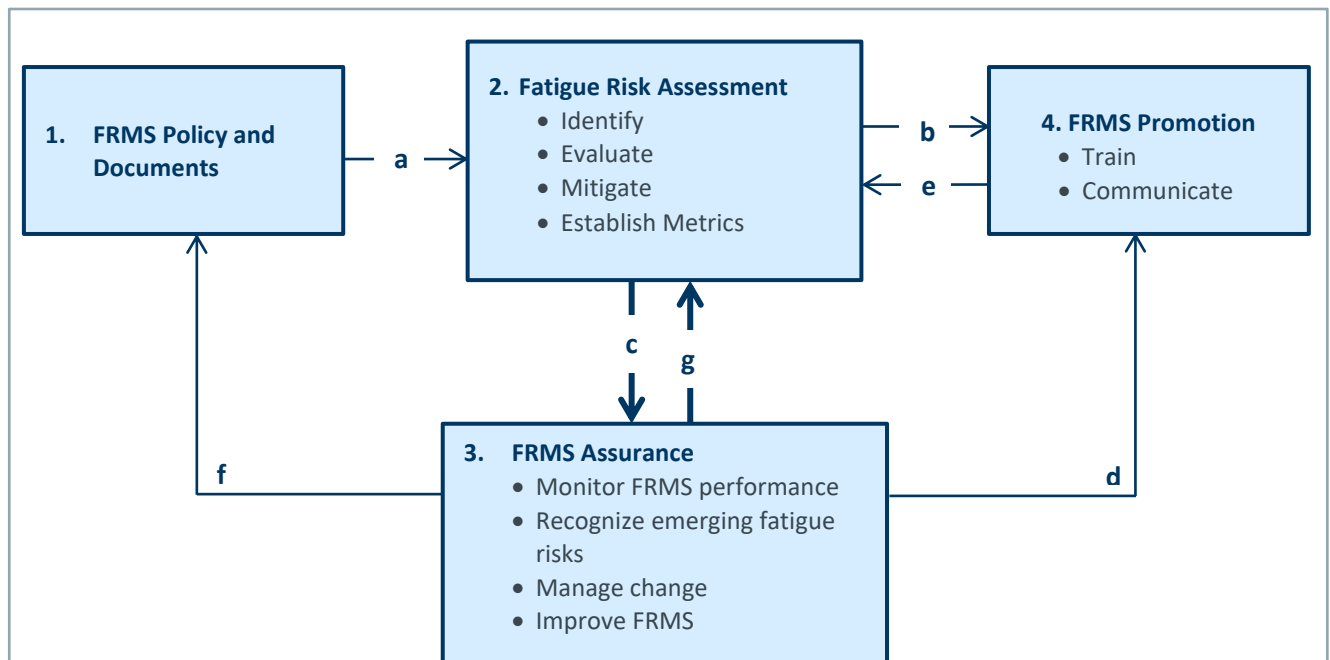 1. FRMS Policy and
Documents
a
2. Fatigue Risk Assessment
• Identify
• Evaluate
• Mitigate
• Establish Metrics
b
e
4. FRMS Promotion
• Train
• Communicate
c
g
f
3. FRMS Assurance
• Monitor FRMS performance
• Recognize emerging fatigue
risks
• Manage change
• Improve FRMS
d